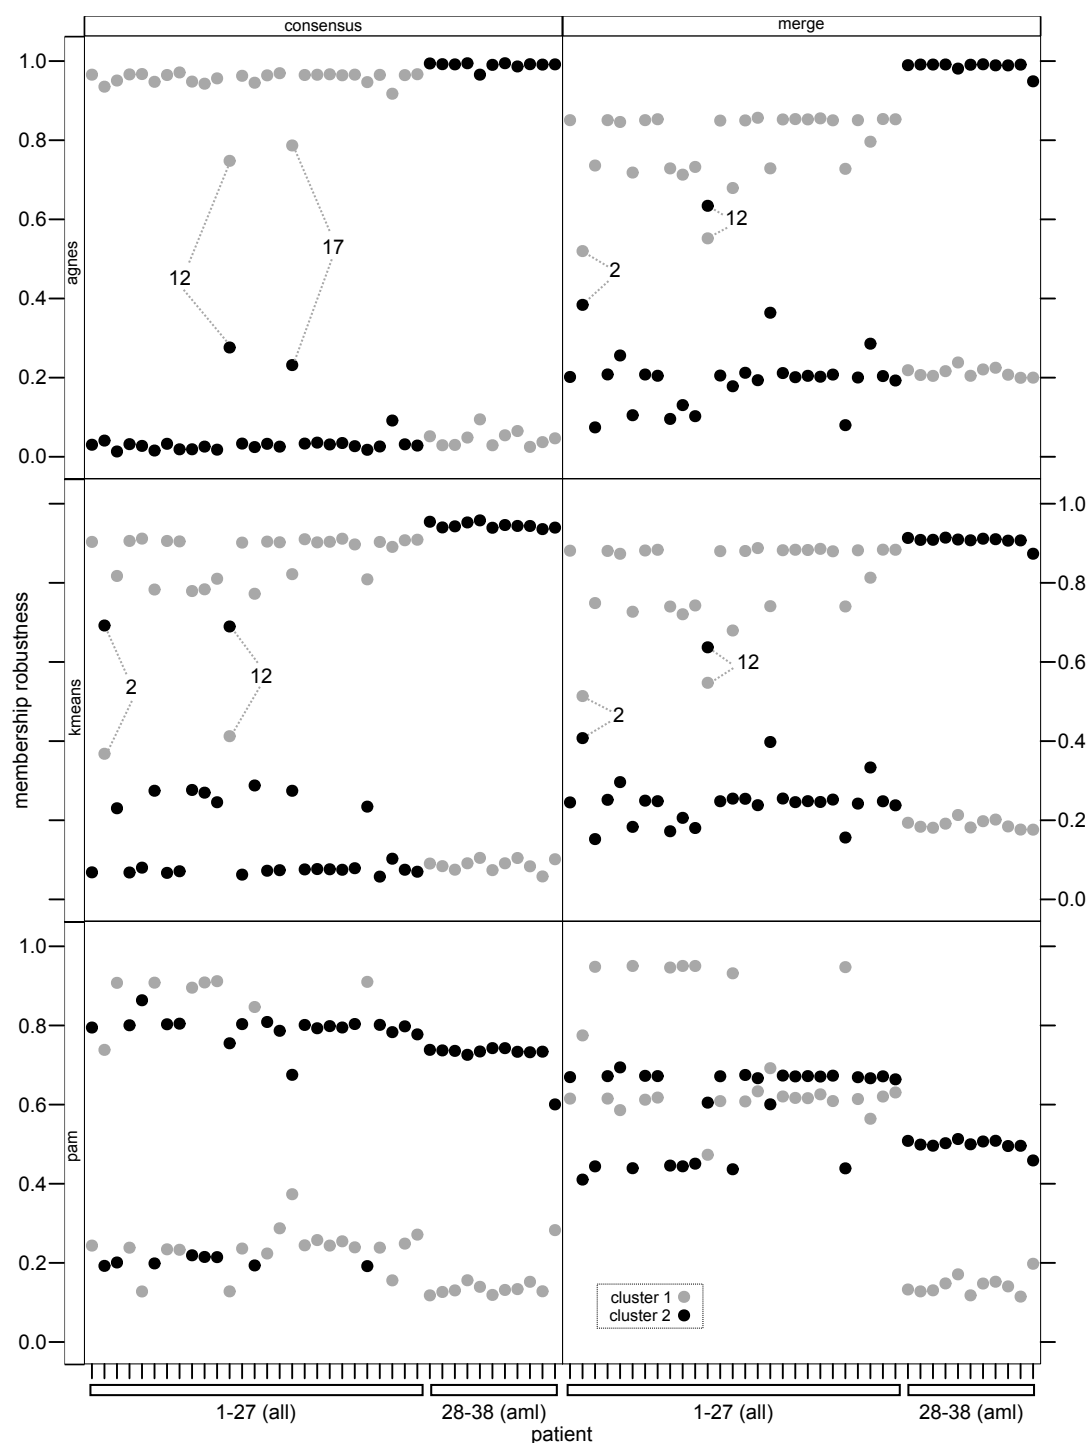 consensus
merge
1.0
0.8
0.6
0.4
0.2
0.0
agnes
12
17
12
2
membership robustness
kmeans
2
12
12
2
1.0
0.8
0.6
0.4
0.2
0.0
1.0
0.8
0.6
0.4
0.2
0.0
pam
cluster 1
cluster 2
1-27 (all)
28-38 (aml)
1-27 (all)
28-38 (aml)
patient